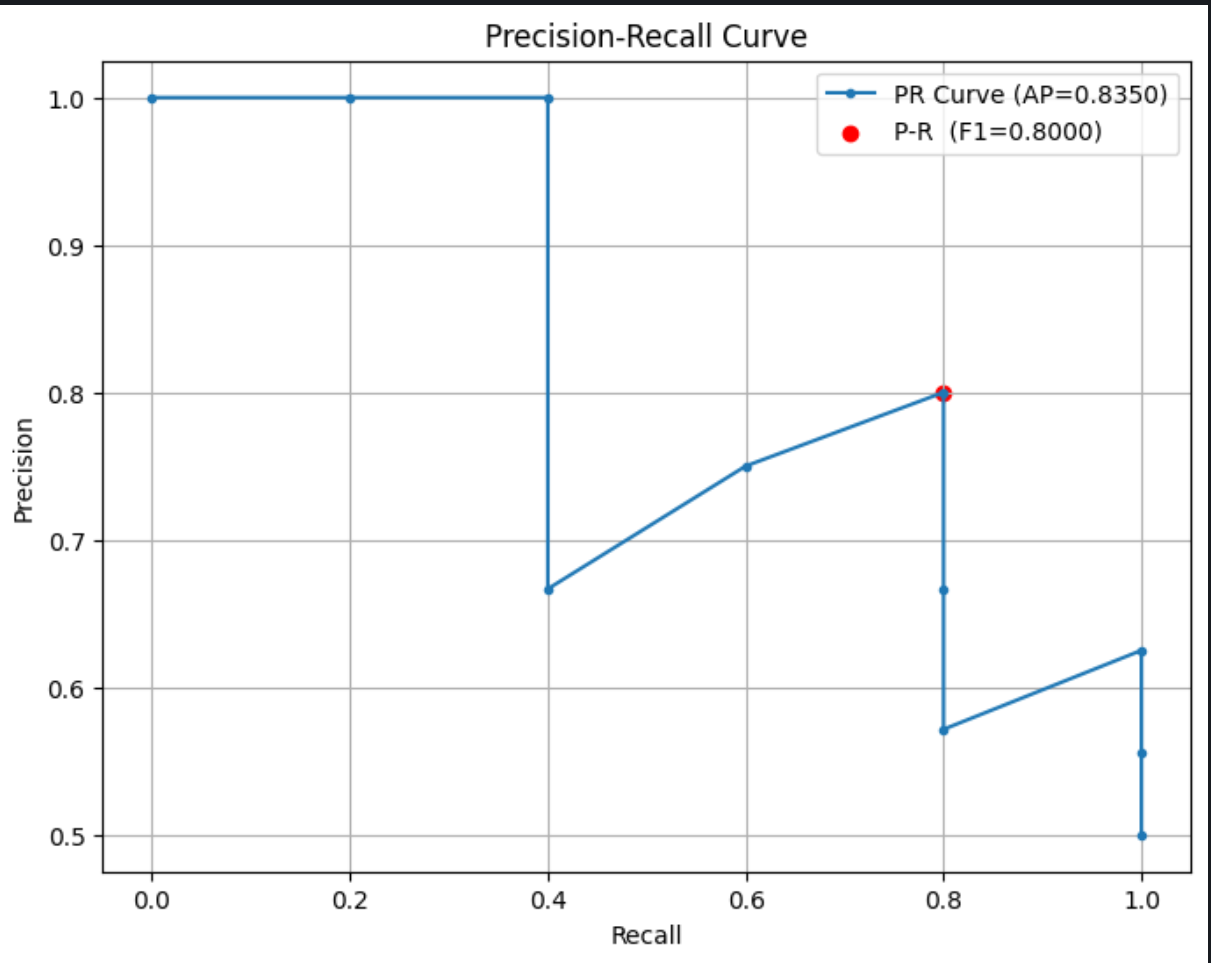 Precision-Recall Curve
PR Curve (AP=0.8350)
P-R (F1=0.8000)
1.0
0.9
0.8
0.7
0.6
0.5
Precision
0.0 0.2 0.4 0.6 0.8 1.0
Recall